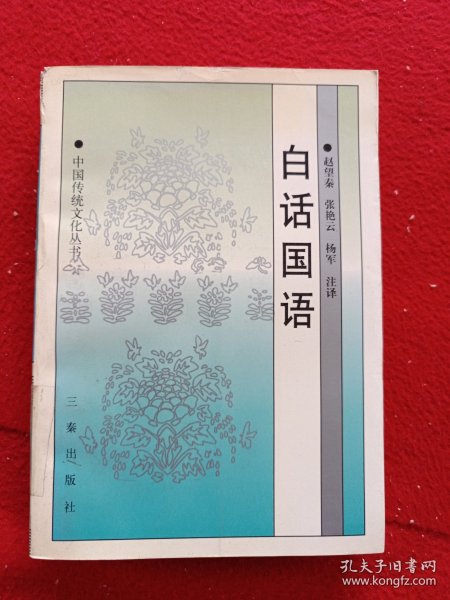 白话国语
赵望秦 张艳云 杨军 注译
中国传统文化丛书
三秦出版社
孔夫子旧书网
www.kongfz.com